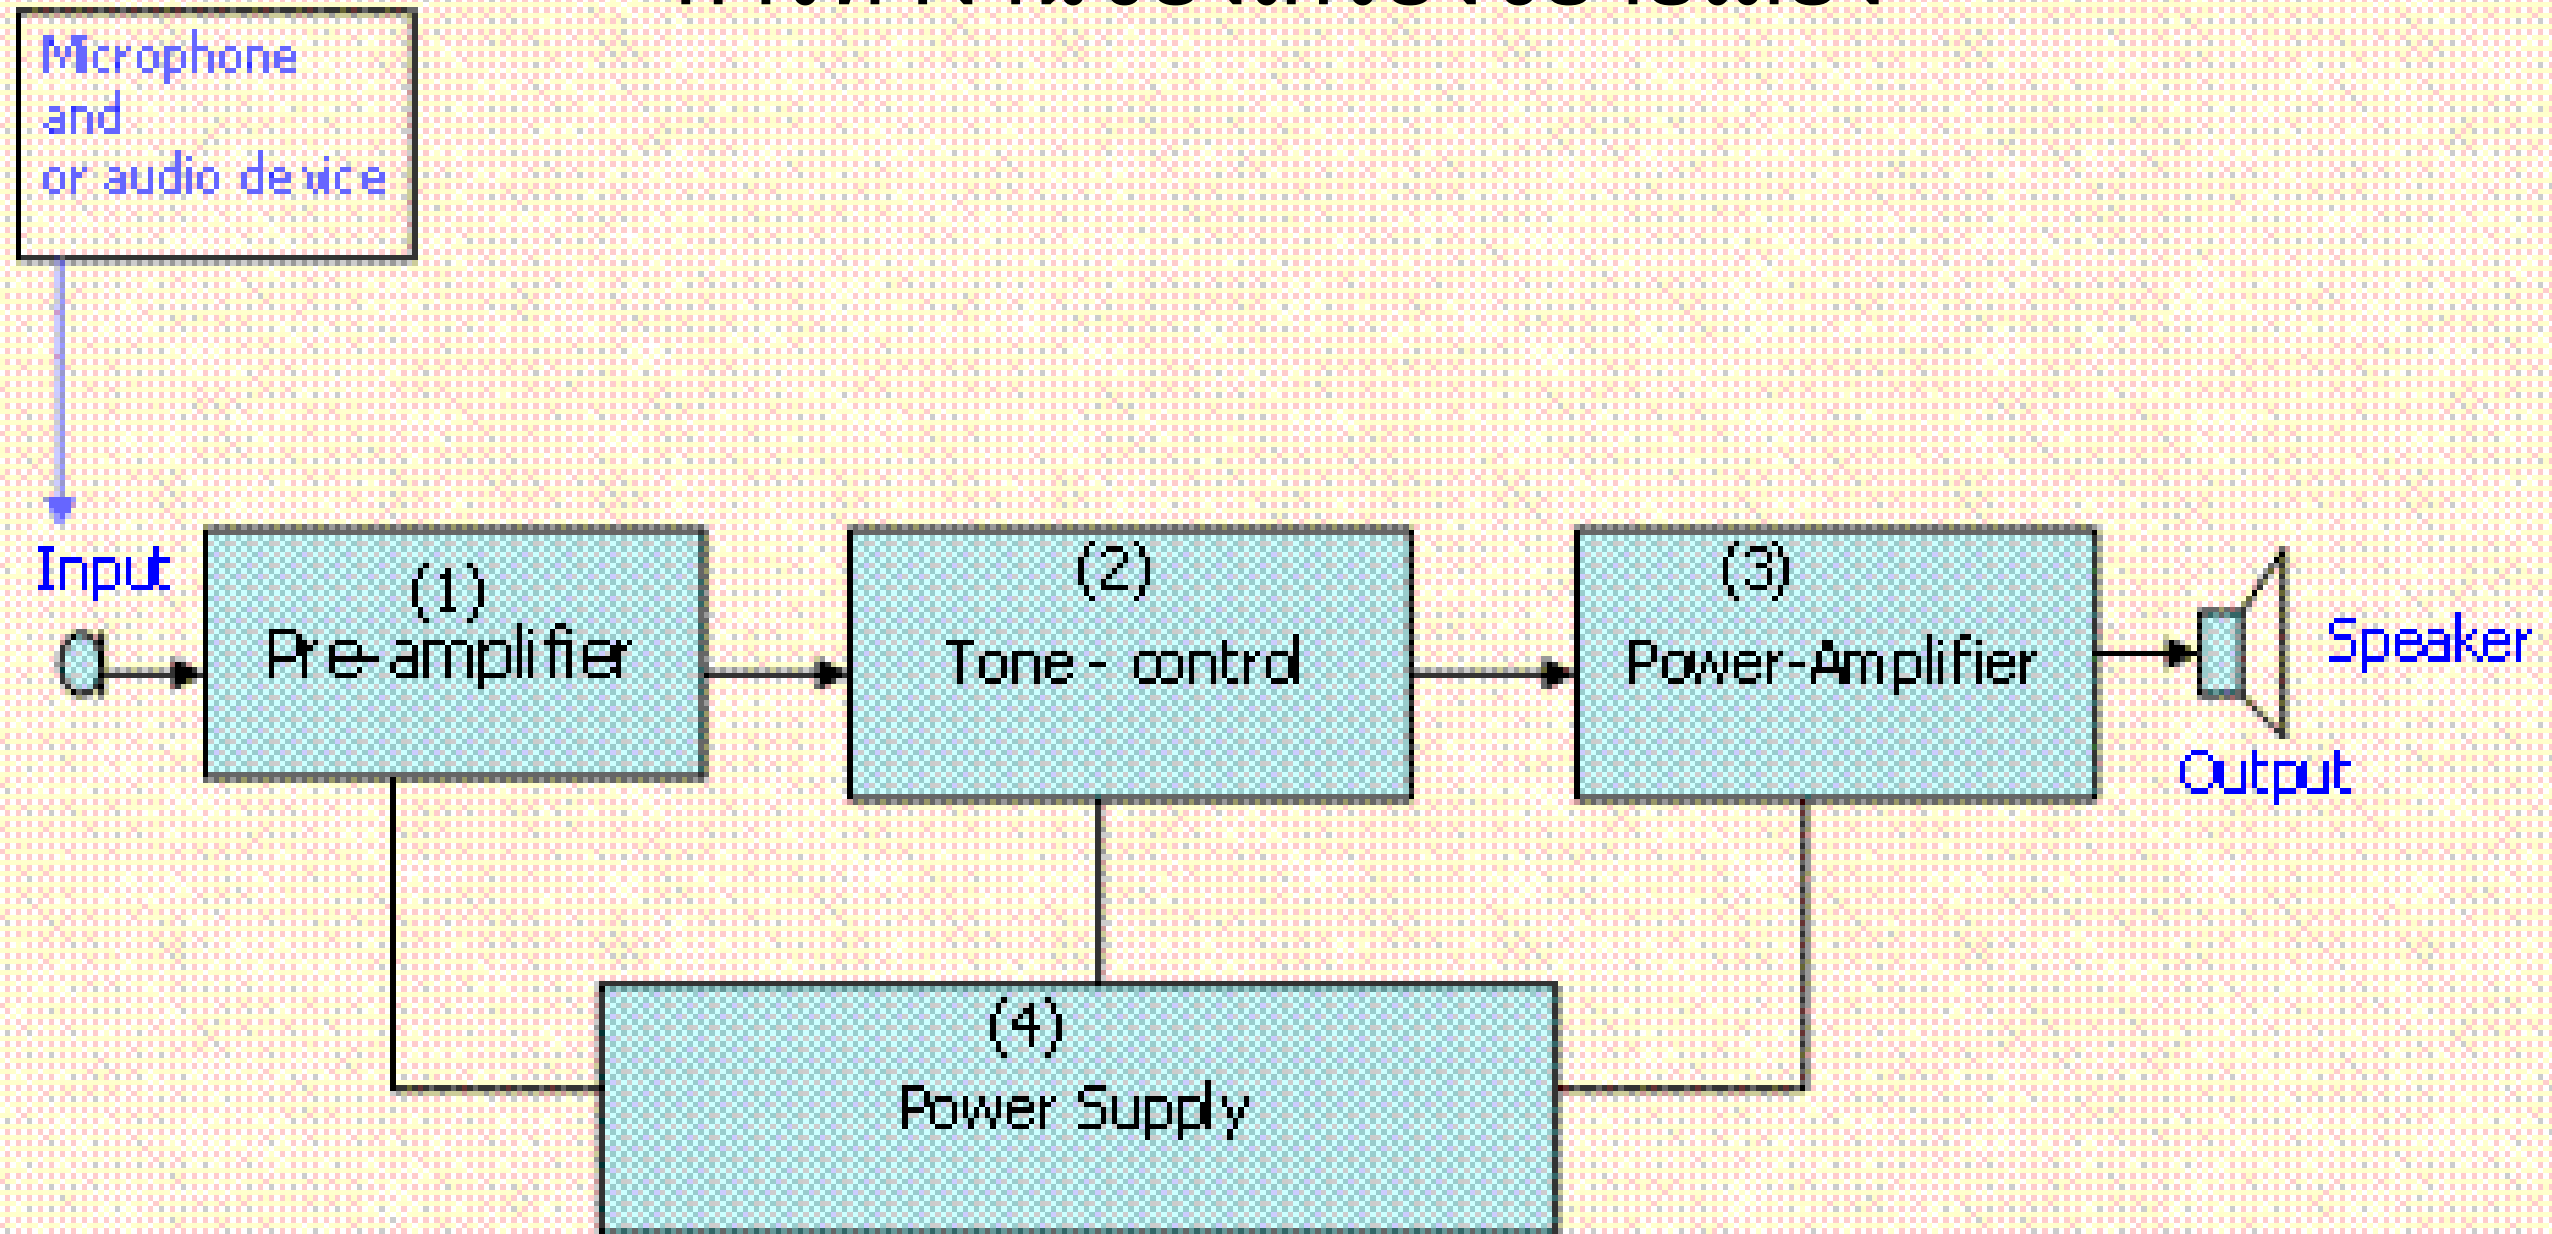 Microphone
and
or audio device
Input
(1)
Pre-amplifier
(2)
Tone - control
(3)
Power-Amplifier
Speaker
Output
(4)
Power Supply